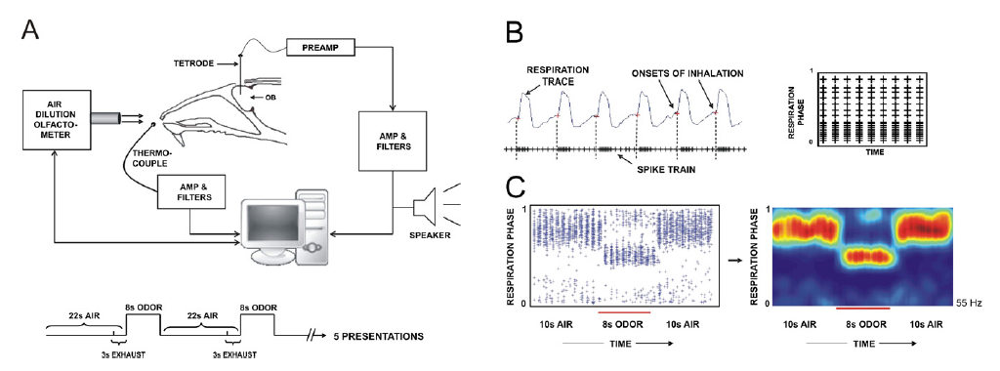 A
PREAMP
TETRODE
OB
AIR
DILUTION
OLFACTO-
METER
THERMO-
COUPLE
AMP &
FILTERS
AMP &
FILTERS
SPEAKER
22s AIR
8s ODOR
22s AIR
8s ODOR
5 PRESENTATIONS
3s EXHAUST
3s EXHAUST
B
RESPIRATION
TRACE
ONSETS OF INHALATION
SPIKE TRAIN
1
RESPIRATION
PHASE
0
TIME
C
1
RESPIRATION PHASE
0
10s AIR
8s ODOR
10s AIR
TIME
1
RESPIRATION PHASE
0
55 Hz
10s AIR
8s ODOR
10s AIR
TIME